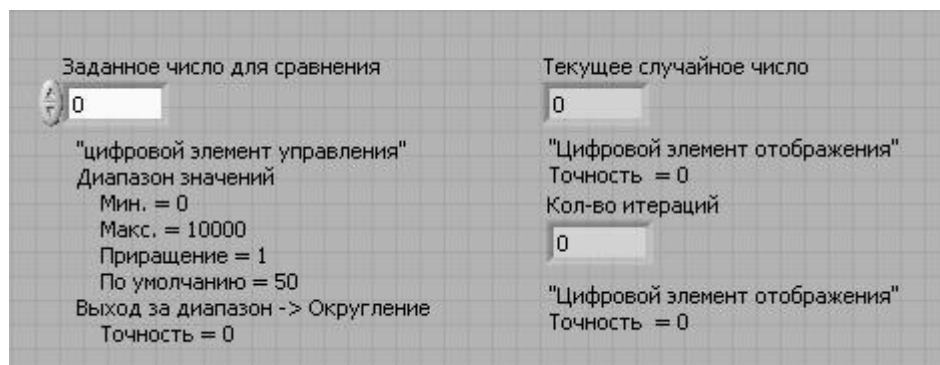 Заданное число для сравнения
0
"цифровой элемент управления"
Диапазон значений
Мин. = 0
Макс. = 10000
Приращение = 1
По умолчанию = 50
Выход за диапазон -> Округление
Точность = 0
Текущее случайное число
0
"Цифровой элемент отображения"
Точность = 0
Кол-во итераций
0
"Цифровой элемент отображения"
Точность = 0